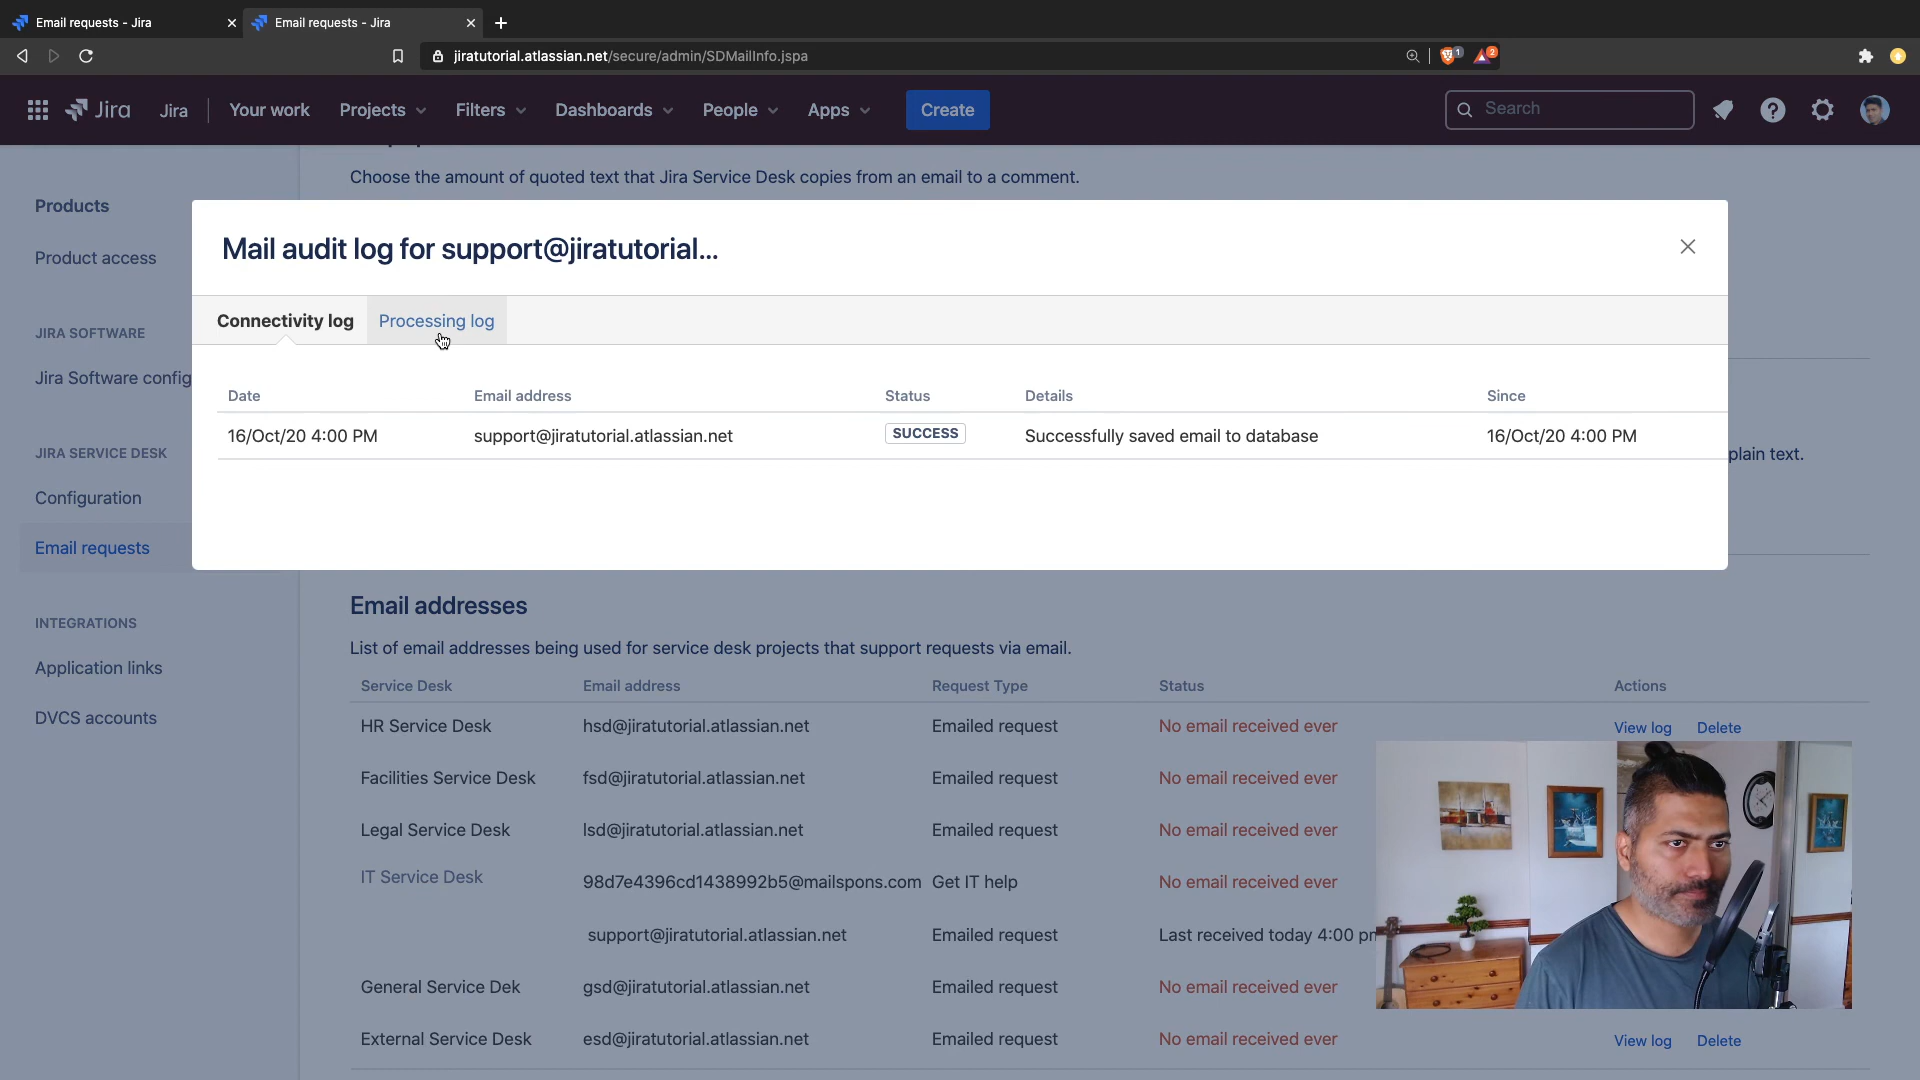 Email requests - Jira
Email requests - Jira
jiratutorial.atlassian.net/secure/admin/SDMailInfo.jspa
1
2
Jira
Jira
Your work
Projects
Filters
Dashboards
People
Apps
Create
Search
Choose the amount of quoted text that Jira Service Desk copies from an email to a comment.
Products
Product access
JIRA SOFTWARE
Jira Software config
JIRA SERVICE DESK
Configuration
Email requests
INTEGRATIONS
Application links
DVCS accounts
Mail audit log for support@jiratutorial...
Connectivity log
Processing log
Date Email address Status Details Since
16/Oct/20 4:00 PM support@jiratutorial.atlassian.net SUCCESS Successfully saved email to database 16/Oct/20 4:00 PM
plain text.
Email addresses
List of email addresses being used for service desk projects that support requests via email.
Service Desk Email address Request Type Status Actions
HR Service Desk hsd@jiratutorial.atlassian.net Emailed request No email received ever View log Delete
Facilities Service Desk fsd@jiratutorial.atlassian.net Emailed request No email received ever
Legal Service Desk lsd@jiratutorial.atlassian.net Emailed request No email received ever
IT Service Desk 98d7e4396cd1438992b5@mailspons.com Get IT help No email received ever
support@jiratutorial.atlassian.net Emailed request Last received today 4:00 pm
General Service Dek gsd@jiratutorial.atlassian.net Emailed request No email received ever
External Service Desk esd@jiratutorial.atlassian.net Emailed request No email received ever View log Delete